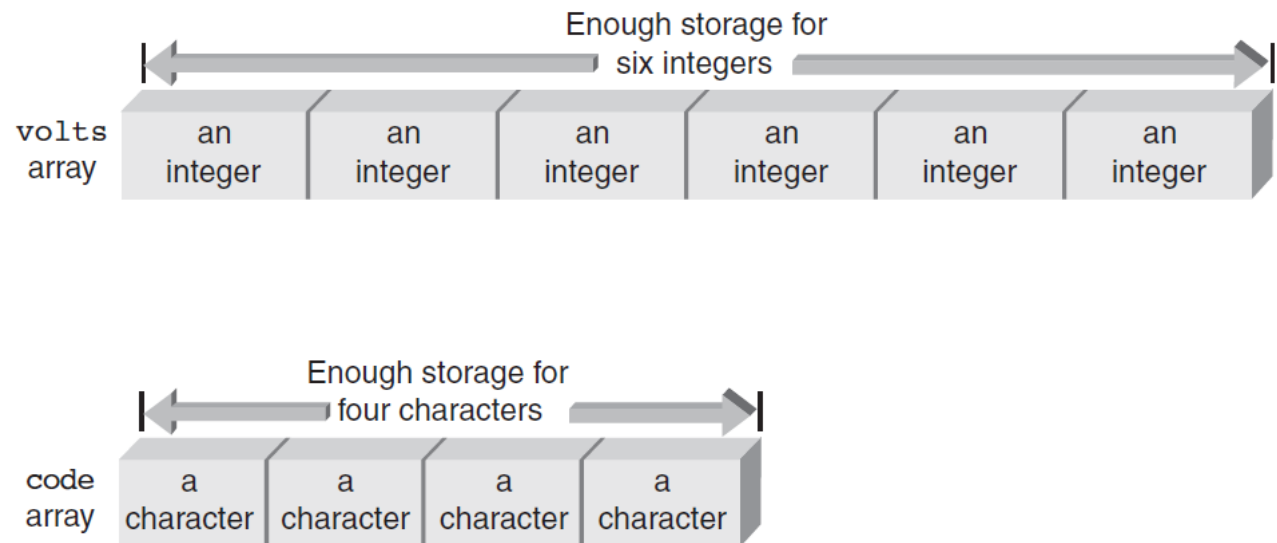 Enough storage for
six integers
volts
array
an
integer
an
integer
an
integer
an
integer
an
integer
an
integer
Enough storage for
four characters
code
array
a
character
a
character
a
character
a
character